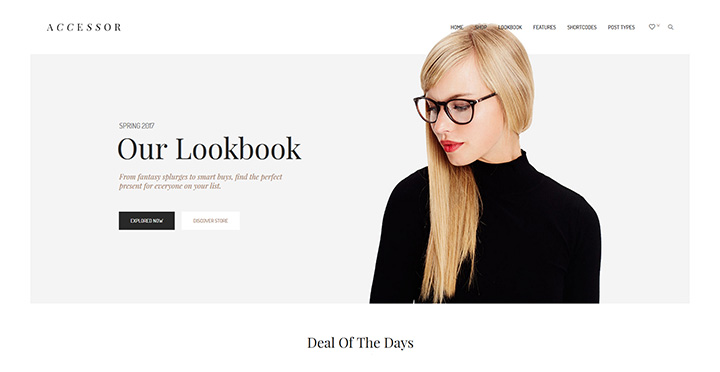 ACCESSOR
HOME SHOP LOOKBOOK FEATURES SHORTCODES POST TYPES
SPRING 2017
Our Lookbook
From fantasy splurges to smart buys, find the perfect
present for everyone on your list.
EXPLORED NOW DISCOVER STORE
Deal Of The Days